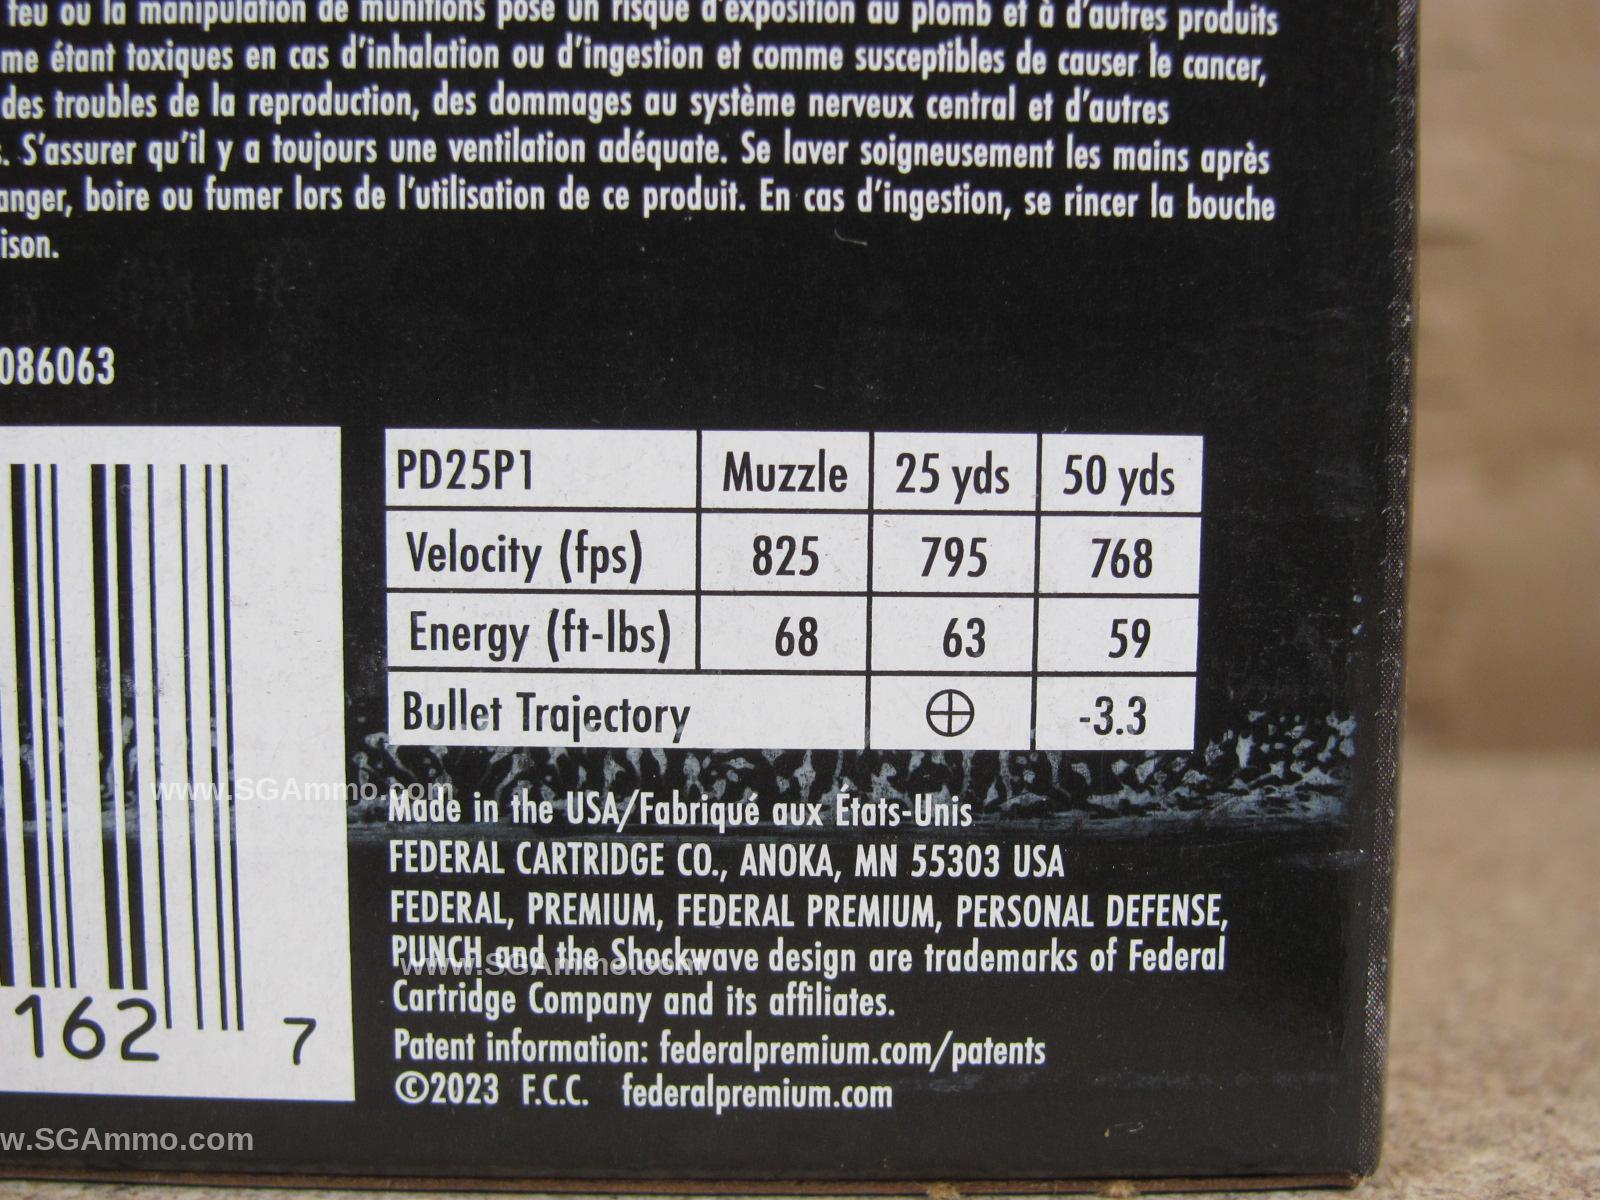 feu ou la manipulation de munitions pose un risque d'exposition au plomb et à d'autres produits
me étant toxiques en cas d'inhalation ou d'ingestion et comme susceptibles de causer le cancer,
des troubles de la reproduction, des dommages au système nerveux central et d'autres
s. S'assurer qu'il y a toujours une ventilation adéquate. Se laver soigneusement les mains après
anger, boire ou fumer lors de l'utilisation de ce produit. En cas d'ingestion, se rincer la bouche
ison.
086063
PD25P1 Muzzle 25 yds 50 yds
Velocity (fps) 825 795 768
Energy (ft-lbs) 68 63 59
Bullet Trajectory ⊕ -3.3
www.SGAmmo.com
Made in the USA/Fabriqué aux États-Unis
FEDERAL CARTRIDGE CO., ANOKA, MN 55303 USA
FEDERAL, PREMIUM, FEDERAL PREMIUM, PERSONAL DEFENSE,
PUNCH and the Shockwave design are trademarks of Federal
www.SGAmmo.com
Cartridge Company and its affiliates.
162 7
Patent information: federalpremium.com/patents
©2023 F.C.C. federalpremium.com
w.SGAmmo.com